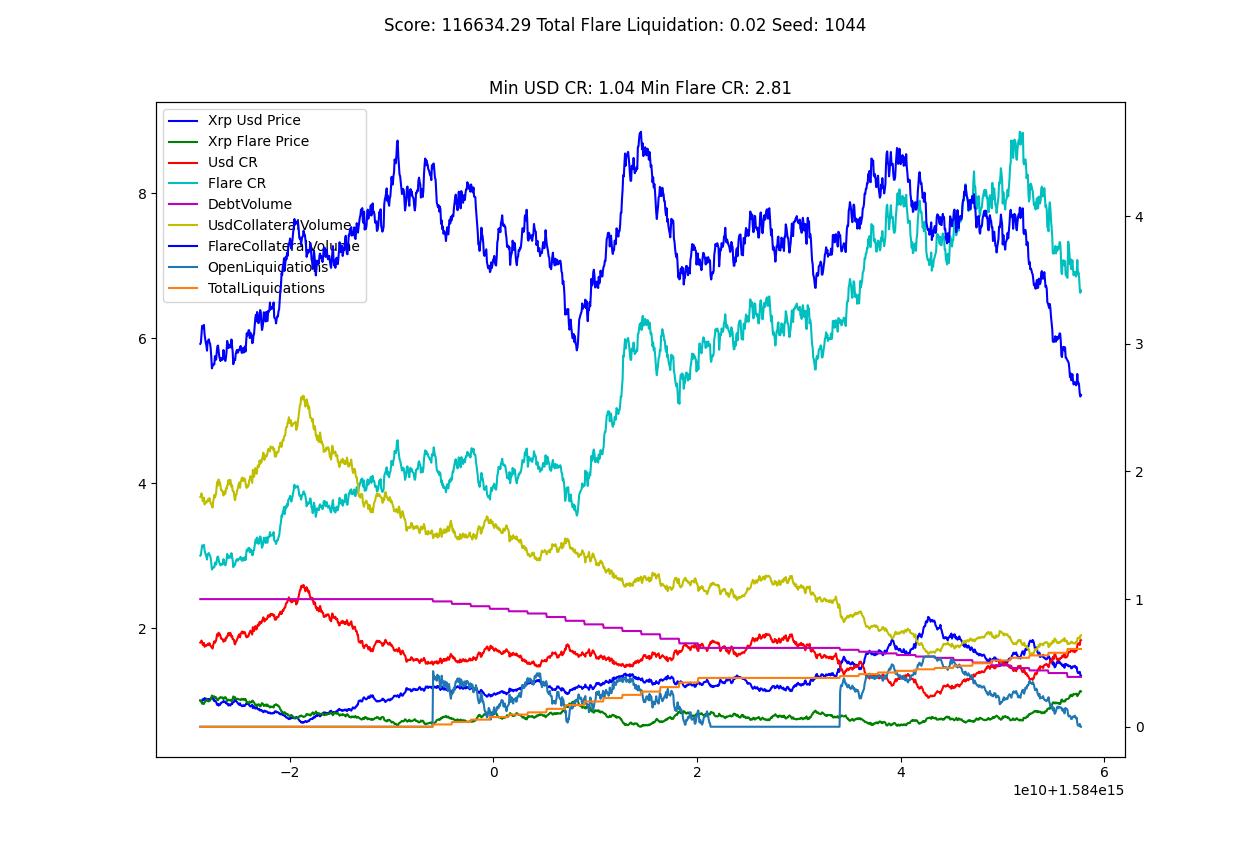 Score: 116634.29 Total Flare Liquidation: 0.02 Seed: 1044
Min USD CR: 1.04 Min Flare CR: 2.81
Xrp Usd Price
Xrp Flare Price
Usd CR
Flare CR
DebtVolume
UsdCollateralVolume
FlareCollateralVolume
OpenLiquidations
TotalLiquidations
8
6
4
2
4
3
2
1
0
−2
0
2
4
6
1e10+1.584e15